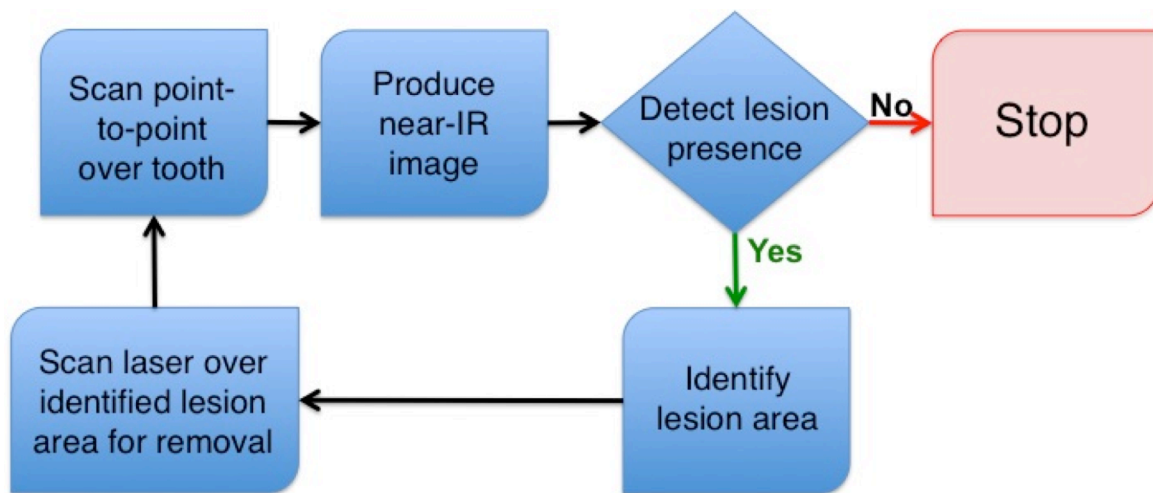 Scan point-
to-point
over tooth
Produce
near-IR
image
Detect lesion
presence
No
Stop
Yes
Identify
lesion area
Scan laser over
identified lesion
area for removal